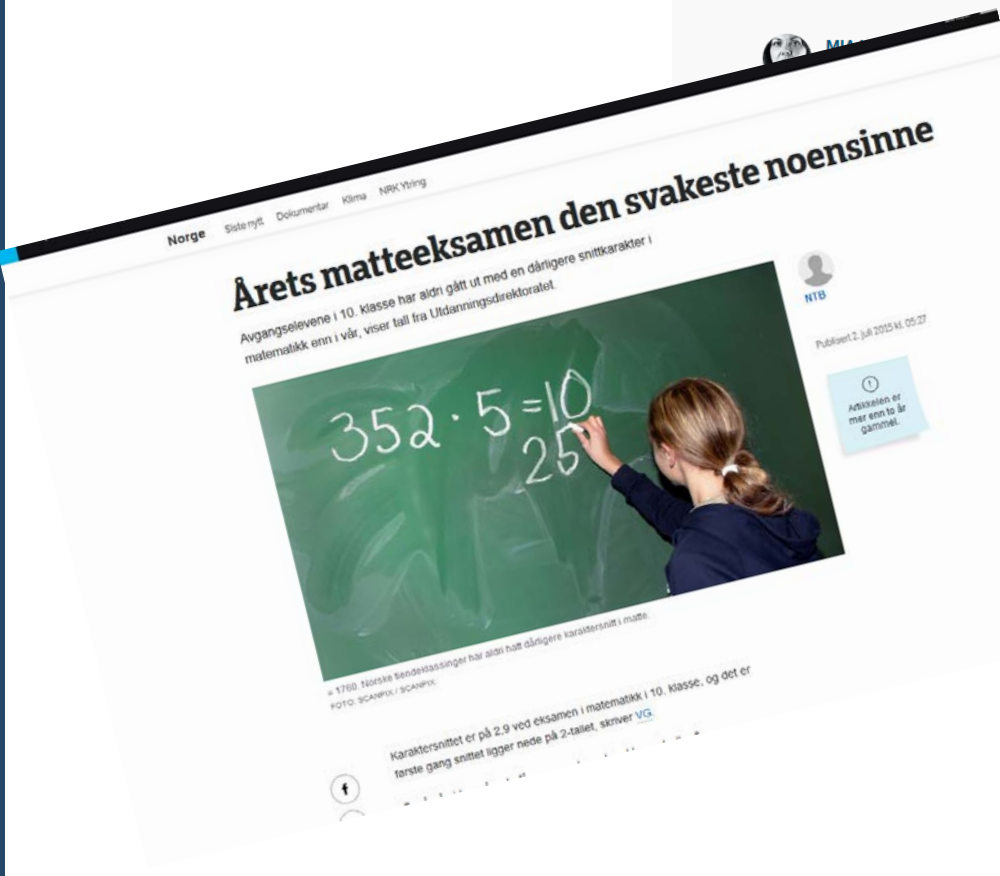 Norge Siste nytt Dokumentar Klima NRK Ytring
Årets matteeksamen den svakeste noensinne
Avgangselevene i 10. klasse har aldri gått ut med en dårligere snittkarakter i
matematikk enn i vår, viser tall fra Utdanningsdirektoratet.
NTB
Publisert 2. juli 2015 kl. 05:27
Artikkelen er
mer enn to år
gammel.
352 · 5 = 10
25
= 1760. Norske tiendeklassinger har aldri hatt dårligere karaktersnitt i matte.
FOTO: SCANPIX / SCANPIX
Karaktersnittet er på 2,9 ved eksamen i matematikk i 10. klasse, og det er
første gang snittet ligger nede på 2-tallet, skriver VG.